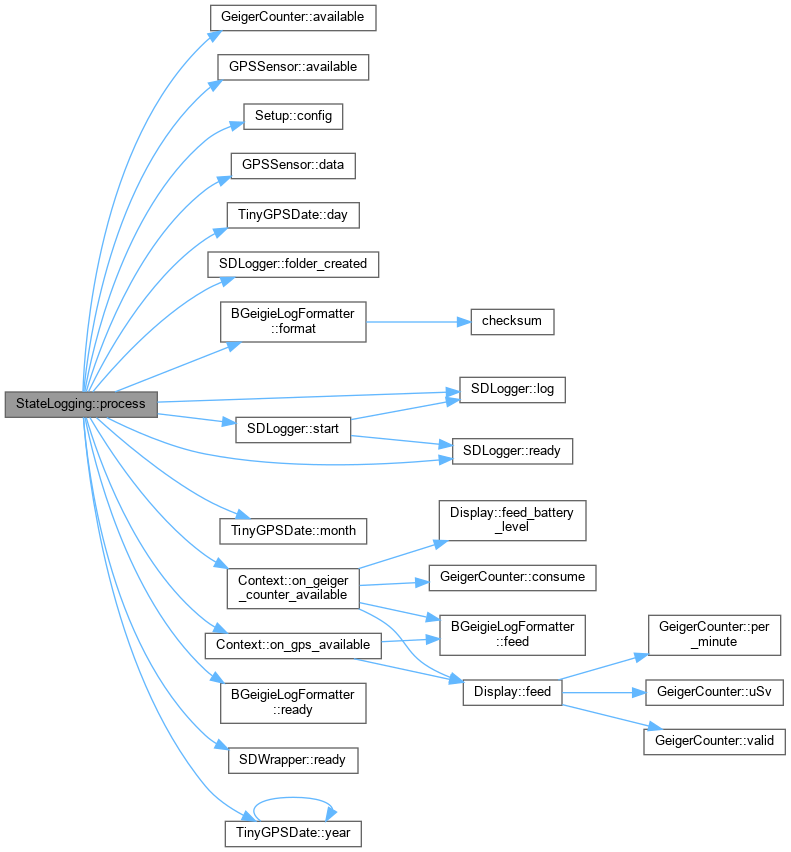 GeigerCounter::available
GPSSensor::available
Setup::config
GPSSensor::data
TinyGPSDate::day
SDLogger::folder_created
BGeigieLogFormatter
::format
checksum
StateLogging::process
SDLogger::log
SDLogger::start
SDLogger::ready
TinyGPSDate::month
Display::feed_battery
_level
Context::on_geiger
_counter_available
GeigerCounter::consume
BGeigieLogFormatter
::feed
Context::on_gps_available
GeigerCounter::per
_minute
Display::feed
GeigerCounter::uSv
GeigerCounter::valid
BGeigieLogFormatter
::ready
SDWrapper::ready
TinyGPSDate::year